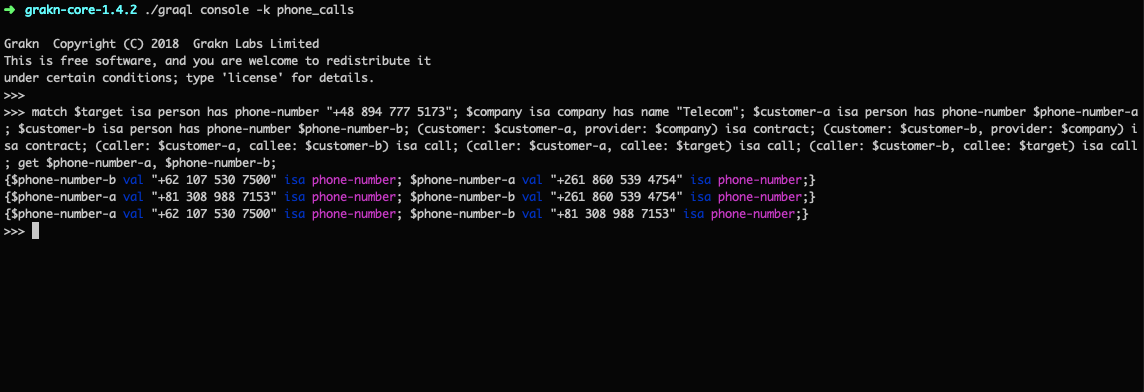 ➜ grakn-core-1.4.2 ./graql console -k phone_calls
Grakn  Copyright (C) 2018  Grakn Labs Limited
This is free software, and you are welcome to redistribute it
under certain conditions; type 'license' for details.
>>>
>>> match $target isa person has phone-number "+48 894 777 5173"; $company isa company has name "Telecom"; $customer-a isa person has phone-number $phone-number-a
; $customer-b isa person has phone-number $phone-number-b; (customer: $customer-a, provider: $company) isa contract; (customer: $customer-b, provider: $company) i
sa contract; (caller: $customer-a, callee: $customer-b) isa call; (caller: $customer-a, callee: $target) isa call; (caller: $customer-b, callee: $target) isa call
; get $phone-number-a, $phone-number-b;
{$phone-number-b val "+62 107 530 7500" isa phone-number; $phone-number-a val "+261 860 539 4754" isa phone-number;}
{$phone-number-a val "+81 308 988 7153" isa phone-number; $phone-number-b val "+261 860 539 4754" isa phone-number;}
{$phone-number-a val "+62 107 530 7500" isa phone-number; $phone-number-b val "+81 308 988 7153" isa phone-number;}
>>>